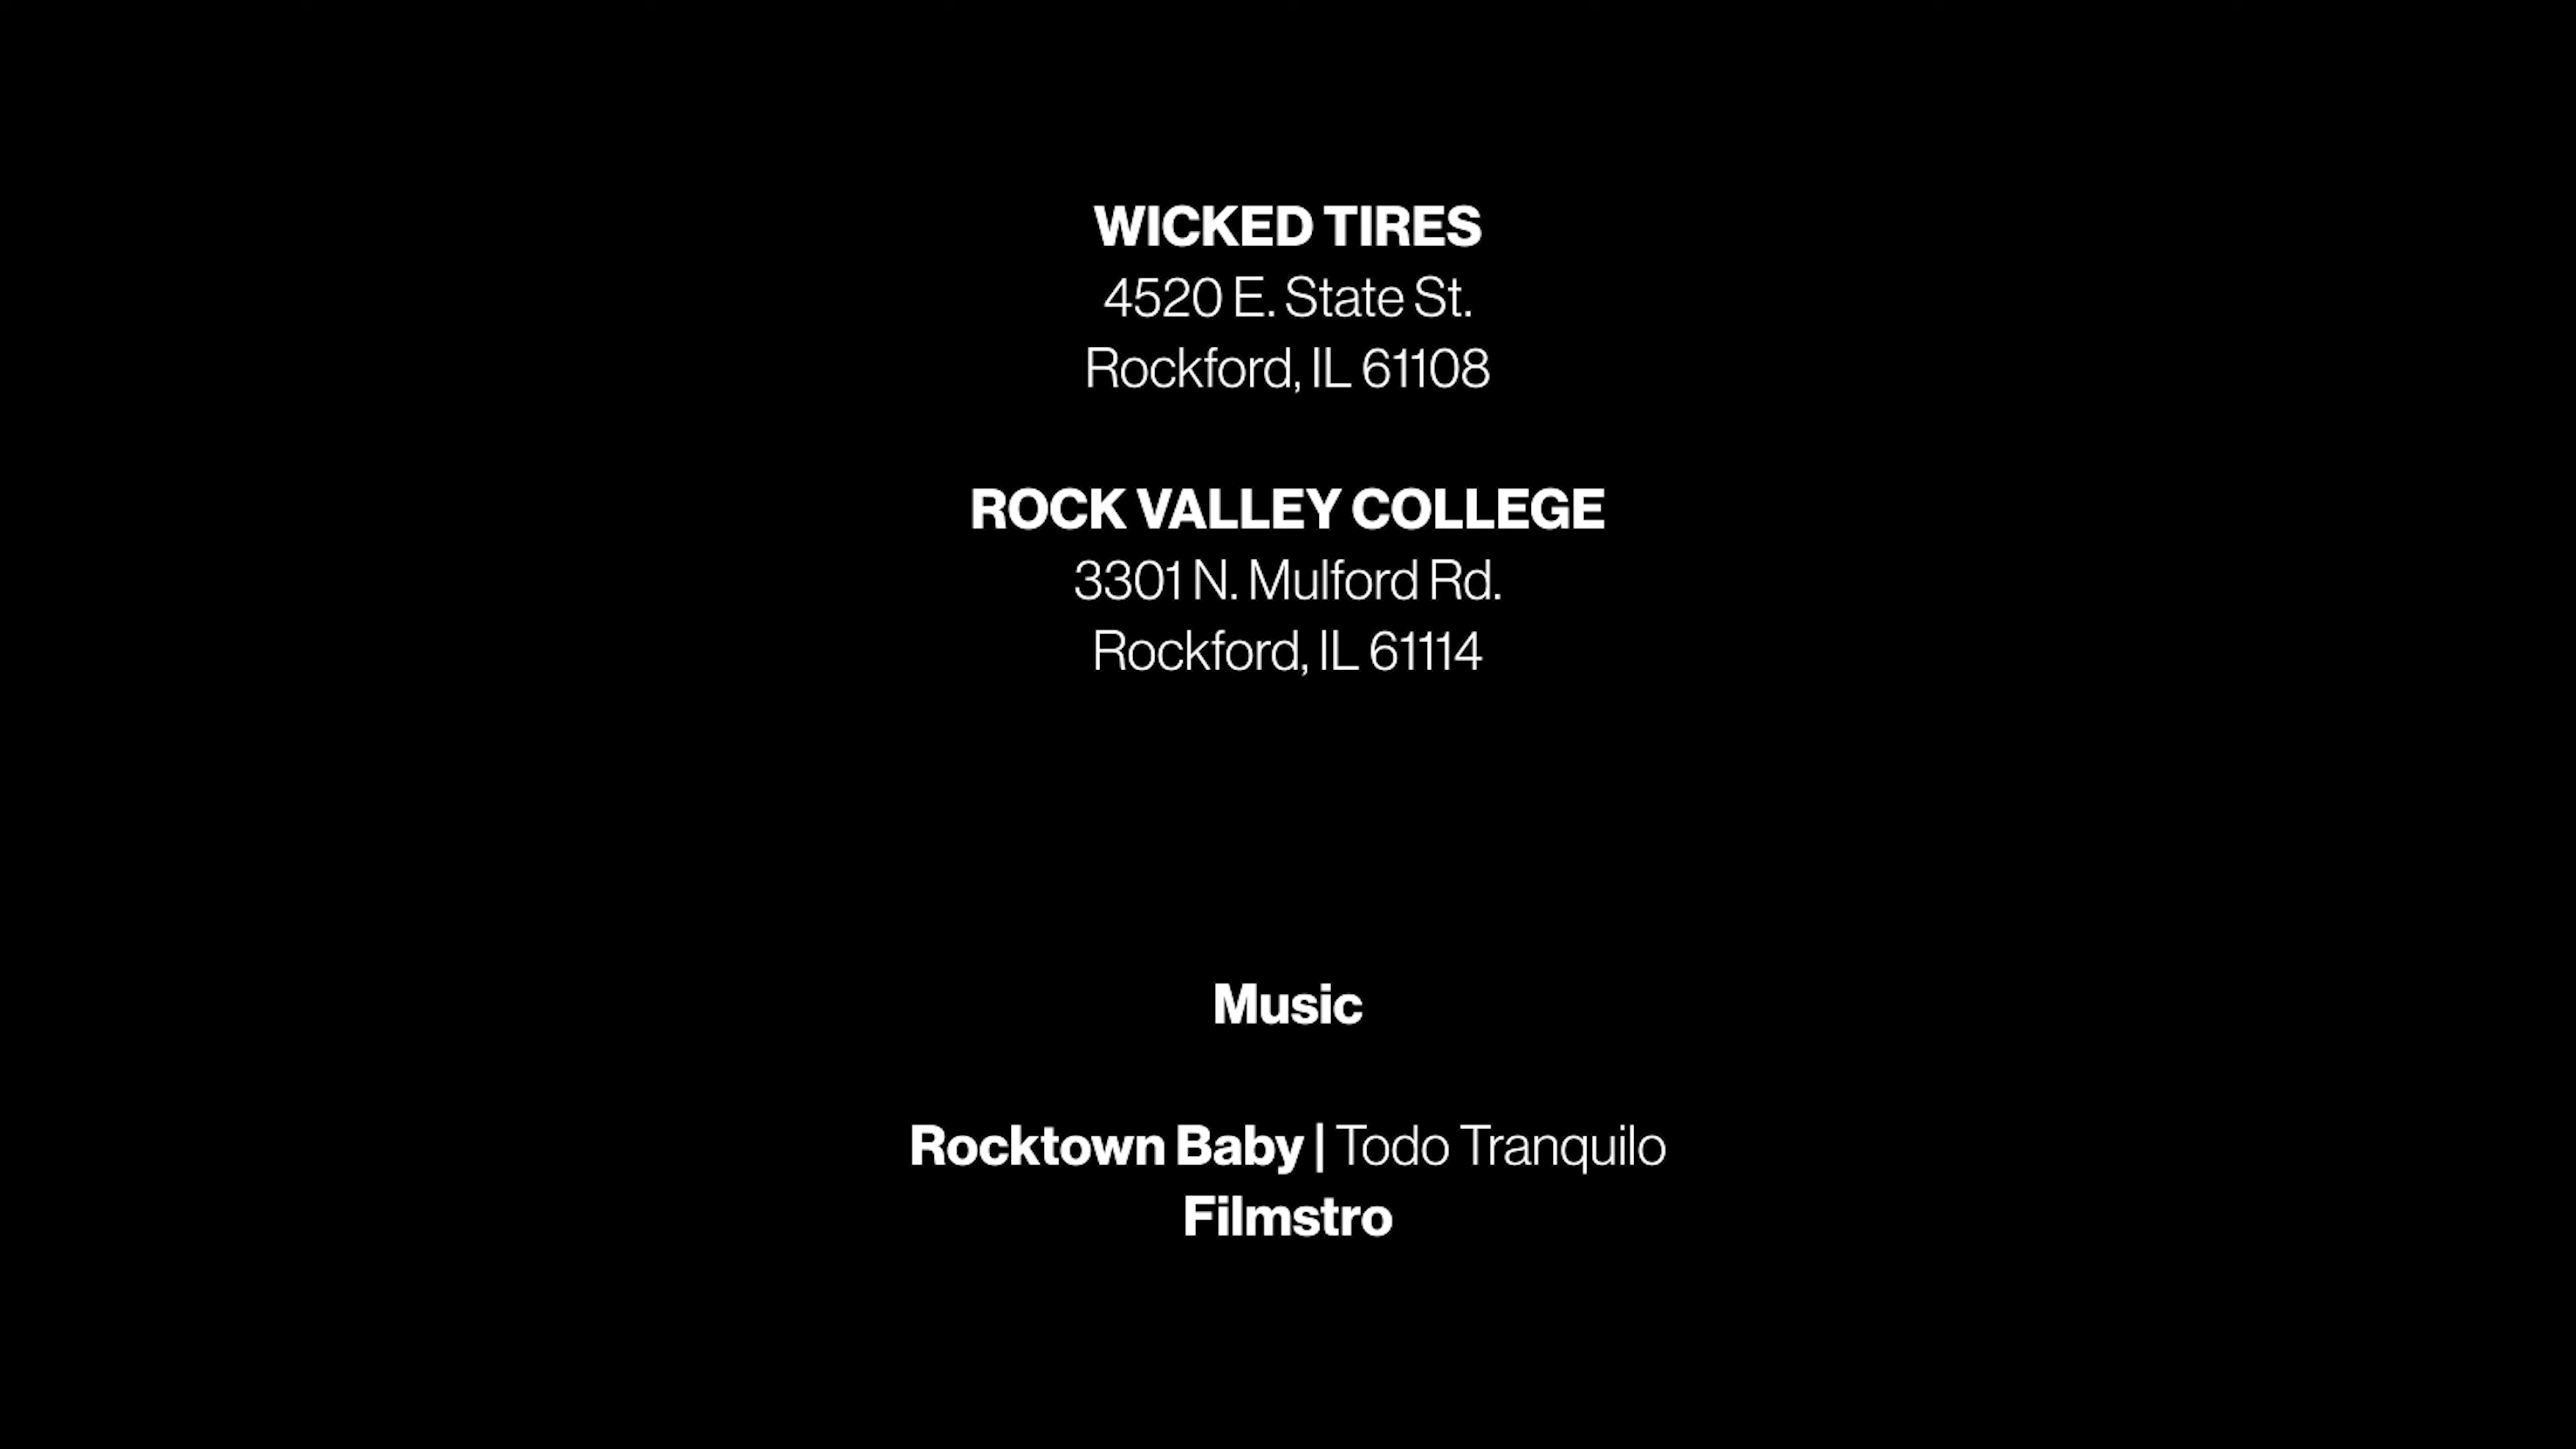 WICKED TIRES
4520 E. State St.
Rockford, IL 61108
ROCK VALLEY COLLEGE
3301 N. Mulford Rd.
Rockford, IL 61114
Music
Rocktown Baby | Todo Tranquilo
Filmstro